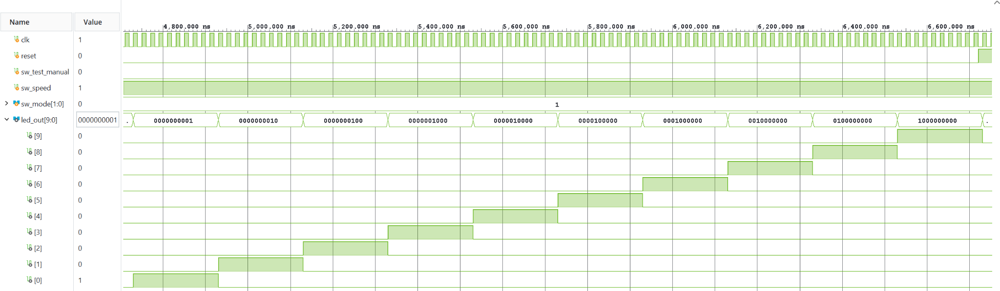 Name Value
4,800.000 ns 5,000.000 ns 5,200.000 ns 5,400.000 ns 5,600.000 ns 5,800.000 ns 6,000.000 ns 6,200.000 ns 6,400.000 ns 6,600.000 ns
clk 1
reset 0
sw_test_manual 0
sw_speed 1
sw_mode[1:0] 0 1
led_out[9:0] 0000000001 . 0000000001 0000000010 0000000100 0000001000 0000010000 0000100000 0001000000 0010000000 0100000000 1000000000 .
[9] 0
[8] 0
[7] 0
[6] 0
[5] 0
[4] 0
[3] 0
[2] 0
[1] 0
[0] 1